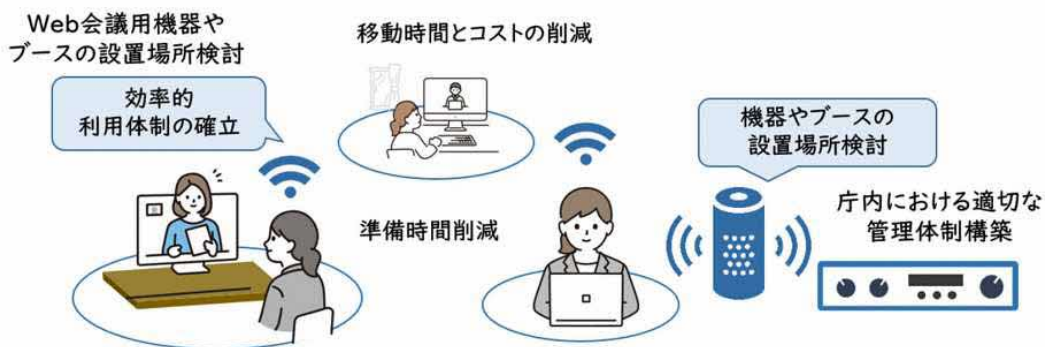 Web会議用機器や
ブースの設置場所検討
効率的
利用体制の確立
移動時間とコストの削減
準備時間削減
機器やブースの
設置場所検討
庁内における適切な
管理体制構築